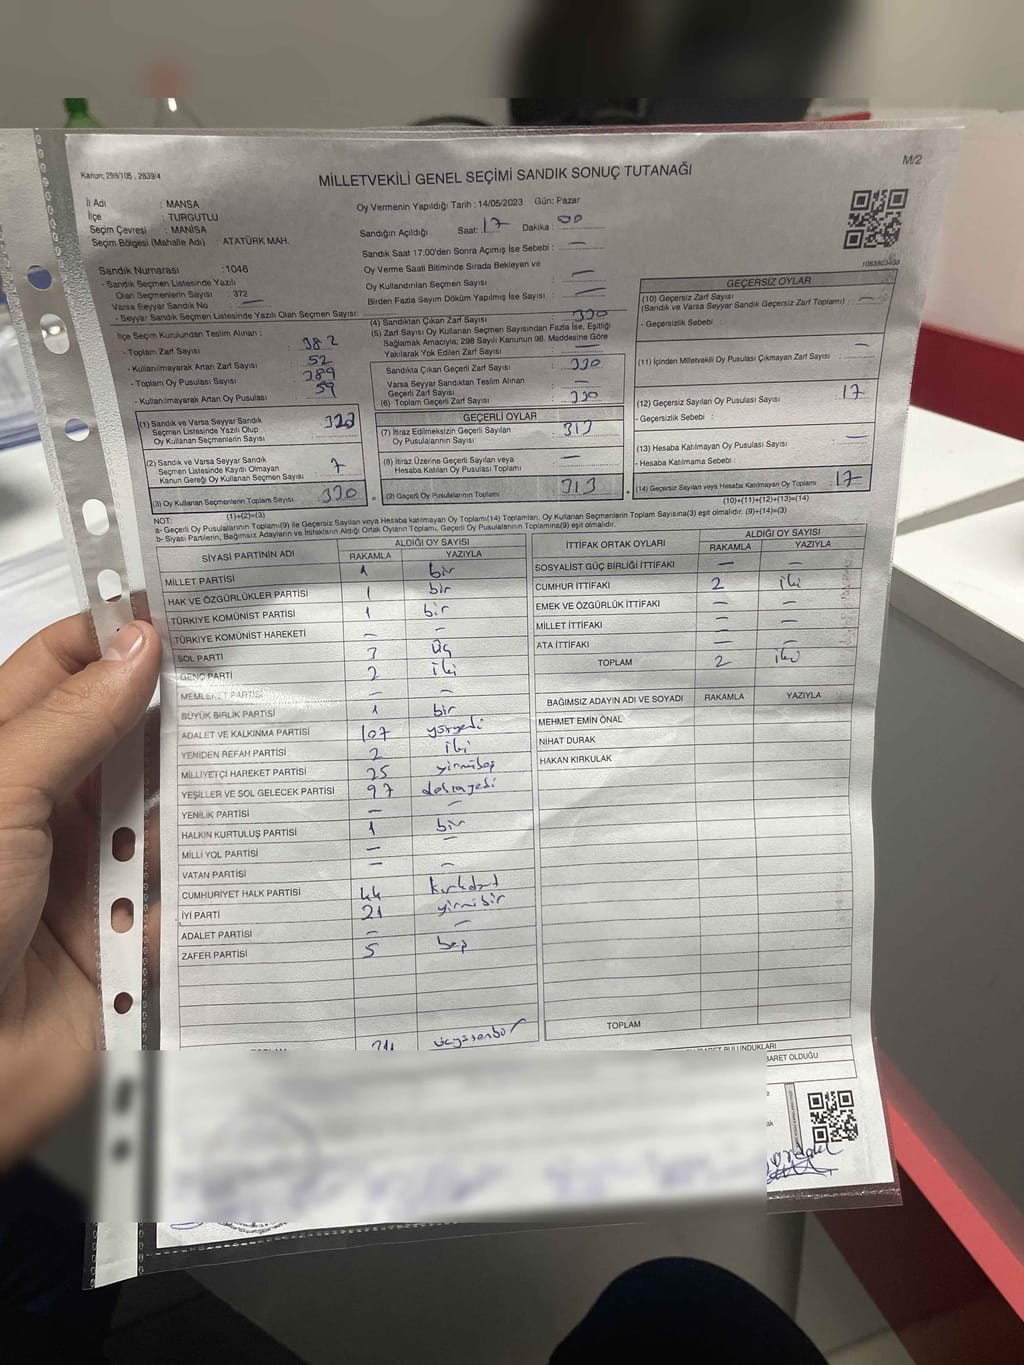 Kanun: 298/105 , 2839/4
M/2
MİLLETVEKİLİ GENEL SEÇİMİ SANDIK SONUÇ TUTANAĞI
İl Adı : MANSA
İlçe : TURGUTLU
Seçim Çevresi : MANİSA
Seçim Bölgesi (Mahalle Adı) ATATÜRK MAH.
Oy Vermenin Yapıldığı Tarih : 14/05/2023 Gün: Pazar
Sandığın Açıldığı Saat: 17 Dakika : 00
Sandık Saat 17.00'den Sonra Açılmış İse Sebebi : —
Oy Verme Saati Bitiminde Sırada Bekleyen ve
Oy Kullandırılan Seçmen Sayısı : —
Birden Fazla Sayım Döküm Yapılmış İse Sayısı : —
Sandık Numarası : 1046
- Sandık Seçmen Listesinde Yazılı
Olan Seçmenlerin Sayısı : 372
Varsa Seyyar Sandık No : —
- Seyyar Sandık Seçmen Listesinde Yazılı Olan Seçmen Sayısı:
İlçe Seçim Kurulundan Teslim Alınan :
- Toplam Zarf Sayısı : 382
- Kullanılmayarak Artan Zarf Sayısı : 52
- Toplam Oy Pusulası Sayısı : 389
- Kullanılmayarak Artan Oy Pusulası : 59
(1) Sandık ve Varsa Seyyar Sandık
Seçmen Listesinde Yazılı Olup
Oy Kullanan Seçmenlerin Sayısı : 323
(2) Sandık ve Varsa Seyyar Sandık
Seçmen Listesinde Kayıtlı Olmayan
Kanun Gereği Oy Kullanan Seçmen Sayısı : 7
(3) Oy Kullanan Seçmenlerin Toplam Sayısı : 330
(1)+(2)=(3)
(4) Sandıktan Çıkan Zarf Sayısı : 330
(5) Zarf Sayısı Oy Kullanan Seçmen Sayısından Fazla İse, Eşitliği
Sağlamak Amacıyla; 298 Sayılı Kanunun 98. Maddesine Göre
Yakılarak Yok Edilen Zarf Sayısı : —
Sandıkta Çıkan Geçerli Zarf Sayısı : 330
Varsa Seyyar Sandıktan Teslim Alınan
Geçerli Zarf Sayısı : —
(6) Toplam Geçerli Zarf Sayısı : 330
GEÇERLİ OYLAR
(7) İtiraz Edilmeksizin Geçerli Sayılan
Oy Pusulalarının Sayısı : 313
(8) İtiraz Üzerine Geçerli Sayılan veya
Hesaba Katılan Oy Pusulası Toplamı : —
(9) Geçerli Oy Pusulalarının Toplamı : 313
GEÇERSİZ OYLAR
(10) Geçersiz Zarf Sayısı
(Sandık ve Varsa Seyyar Sandık Geçersiz Zarf Toplamı) : —
- Geçersizlik Sebebi :
(11) İçinden Milletvekili Oy Pusulası Çıkmayan Zarf Sayısı : —
(12) Geçersiz Sayılan Oy Pusulası Sayısı : 17
- Geçersizlik Sebebi :
(13) Hesaba Katılmayan Oy Pusulası Sayısı : —
- Hesaba Katılmama Sebebi :
(14) Geçersiz Sayılan veya Hesaba Katılmayan Oy Toplamı : 17
(10)+(11)+(12)+(13)=(14)
NOT:
a- Geçerli Oy Pusulalarının Toplamı(9) ile Geçersiz Sayılan veya Hesaba katılmayan Oy Toplamı(14) Toplamları, Oy Kullanan Seçmenlerin Toplam Sayısına(3) eşit olmalıdır. (9)+(14)=(3)
b- Siyasi Partilerin, Bağımsız Adayların ve İttifakların Aldığı Ortak Oyların Toplamı, Geçerli Oy Pusulalarının Toplamına(9) eşit olmalıdır.
SİYASİ PARTİNİN ADI ALDIĞI OY SAYISI
RAKAMLA YAZIYLA
MİLLET PARTİSİ 1 bir
HAK VE ÖZGÜRLÜKLER PARTİSİ 1 bir
TÜRKİYE KOMÜNİST PARTİSİ 1 bir
TÜRKİYE KOMÜNİST HAREKETİ — —
SOL PARTİ 3 üç
GENÇ PARTİ 2 iki
MEMLEKET PARTİSİ — —
BÜYÜK BİRLİK PARTİSİ 1 bir
ADALET VE KALKINMA PARTİSİ 107 yüzyedi
YENİDEN REFAH PARTİSİ 2 iki
MİLLİYETÇİ HAREKET PARTİSİ 25 yirmibeş
YEŞİLLER VE SOL GELECEK PARTİSİ 97 doksanyedi
YENİLİK PARTİSİ — —
HALKIN KURTULUŞ PARTİSİ 1 bir
MİLLİ YOL PARTİSİ — —
VATAN PARTİSİ — —
CUMHURİYET HALK PARTİSİ 44 kırkdört
İYİ PARTİ 21 yirmibir
ADALET PARTİSİ — —
ZAFER PARTİSİ 5 beş
311 üçyüzonbir
İTTİFAK ORTAK OYLARI ALDIĞI OY SAYISI
RAKAMLA YAZIYLA
SOSYALİST GÜÇ BİRLİĞİ İTTİFAKI — —
CUMHUR İTTİFAKI 2 iki
EMEK VE ÖZGÜRLÜK İTTİFAKI — —
MİLLET İTTİFAKI — —
ATA İTTİFAKI — —
TOPLAM 2 iki
BAĞIMSIZ ADAYIN ADI VE SOYADI RAKAMLA YAZIYLA
MEHMET EMİN ÖNAL
NİHAT DURAK
HAKAN KIRKULAK
TOPLAM
BULUNDUKLARI
BARET OLDUĞU